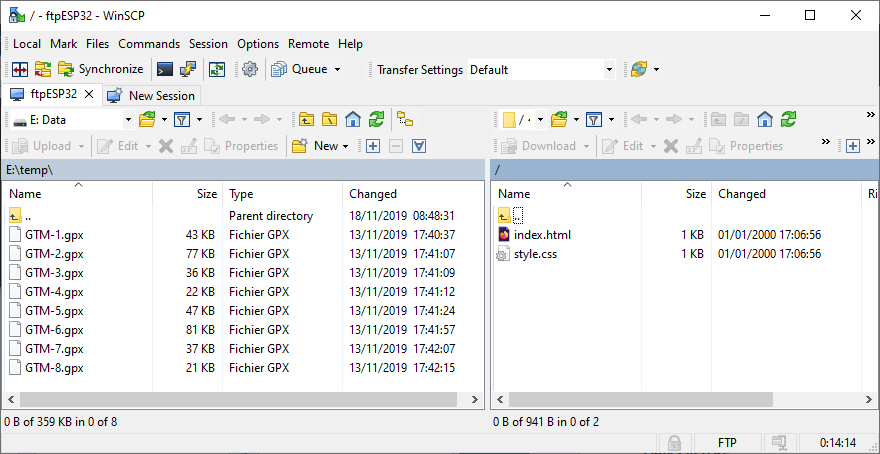 / - ftpESP32 - WinSCP
Local Mark Files Commands Session Options Remote Help
Synchronize Queue Transfer Settings Default
ftpESP32 New Session
E: Data / 
Upload Edit Properties New Download Edit Properties
E:\temp\ /
Name Size Type Changed Name Size Changed Ri
.. Parent directory 18/11/2019 08:48:31 ..
GTM-1.gpx 43 KB Fichier GPX 13/11/2019 17:40:37 index.html 1 KB 01/01/2000 17:06:56
GTM-2.gpx 77 KB Fichier GPX 13/11/2019 17:41:07 style.css 1 KB 01/01/2000 17:06:56
GTM-3.gpx 36 KB Fichier GPX 13/11/2019 17:41:09
GTM-4.gpx 22 KB Fichier GPX 13/11/2019 17:41:12
GTM-5.gpx 47 KB Fichier GPX 13/11/2019 17:41:24
GTM-6.gpx 81 KB Fichier GPX 13/11/2019 17:41:57
GTM-7.gpx 37 KB Fichier GPX 13/11/2019 17:42:07
GTM-8.gpx 21 KB Fichier GPX 13/11/2019 17:42:15
0 B of 359 KB in 0 of 8 0 B of 941 B in 0 of 2
FTP 0:14:14